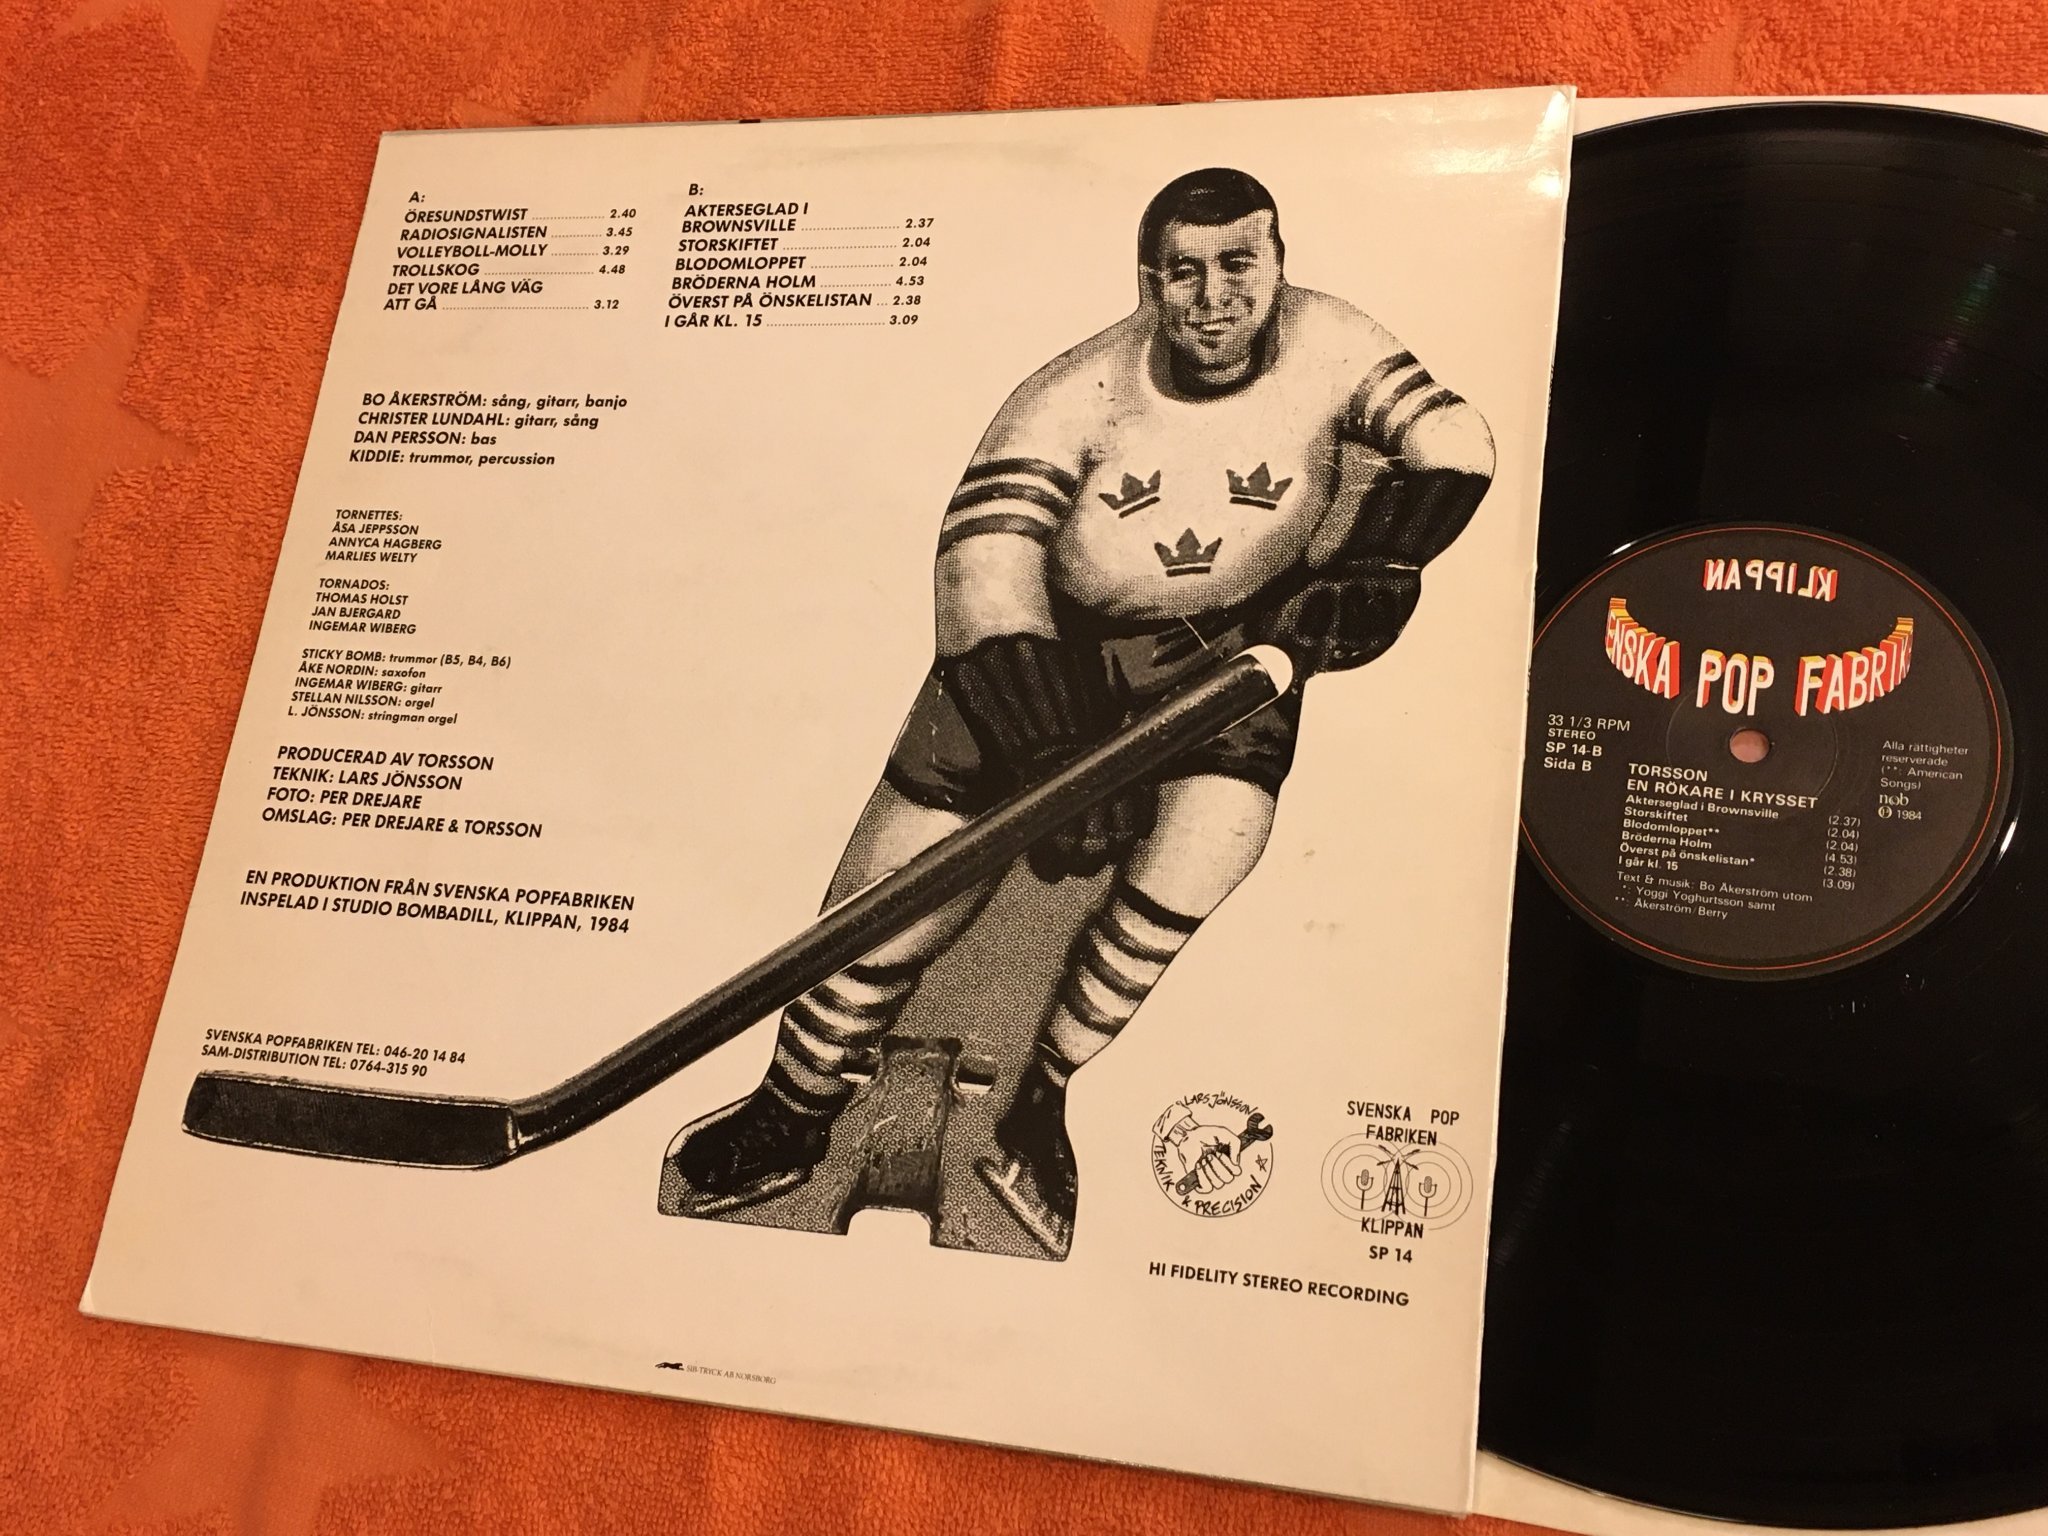 A:
ÖRESUNDSTWIST ................... 2.40
RADIOSIGNALISTEN ............. 3.45
VOLLEYBOLL-MOLLY ............ 3.29
TROLLSKOG ............................ 4.48
DET VORE LÅNG VÄG
ATT GÅ ..................................... 3.12
B:
AKTERSEGLAD I
BROWNSVILLE ......................... 2.37
STORSKIFTET ............................. 2.04
BLODOMLOPPET ..................... 2.04
BRÖDERNA HOLM .................. 4.53
ÖVERST PÅ ÖNSKELISTAN ... 2.38
I GÅR KL. 15 .............................. 3.09
BO ÅKERSTRÖM: sång, gitarr, banjo
CHRISTER LUNDAHL: gitarr, sång
DAN PERSSON: bas
KIDDIE: trummor, percussion
TORNETTES:
ÅSA JEPPSSON
ANNYCA HAGBERG
MARLIES WELTY
TORNADOS:
THOMAS HOLST
JAN BJERGARD
INGEMAR WIBERG
STICKY BOMB: trummor (B5, B4, B6)
ÅKE NORDIN: saxofon
INGEMAR WIBERG: gitarr
STELLAN NILSSON: orgel
L. JÖNSSON: stringman orgel
PRODUCERAD AV TORSSON
TEKNIK: LARS JÖNSSON
FOTO: PER DREJARE
OMSLAG: PER DREJARE & TORSSON
EN PRODUKTION FRÅN SVENSKA POPFABRIKEN
INSPELAD I STUDIO BOMBADILL, KLIPPAN, 1984
SVENSKA POPFABRIKEN TEL: 046-20 14 84
SAM-DISTRIBUTION TEL: 0764-315 90
LARS JÖNSSON
TEKNIK & PRECISION
SVENSKA POP
FABRIKEN
KLIPPAN
SP 14
HI FIDELITY STEREO RECORDING
SIB-TRYCK AB NORSBORG
KLIPPAN
ENSKA POP FABRIK
33 1/3 RPM
STEREO
SP 14-B
Sida B
Alla rättigheter
reserverade
(**: American
Songs)
ncb
Ⓟ 1984
TORSSON
EN RÖKARE I KRYSSET
Akterseglad i Brownsville (2.37)
Storskiftet (2.04)
Blodomloppet** (2.04)
Bröderna Holm (4.53)
Överst på önskelistan* (2.38)
I går kl. 15 (3.09)
Text & musik: Bo Åkerström utom
*: Yoggi Yoghurtsson samt
**: Åkerström/Berry